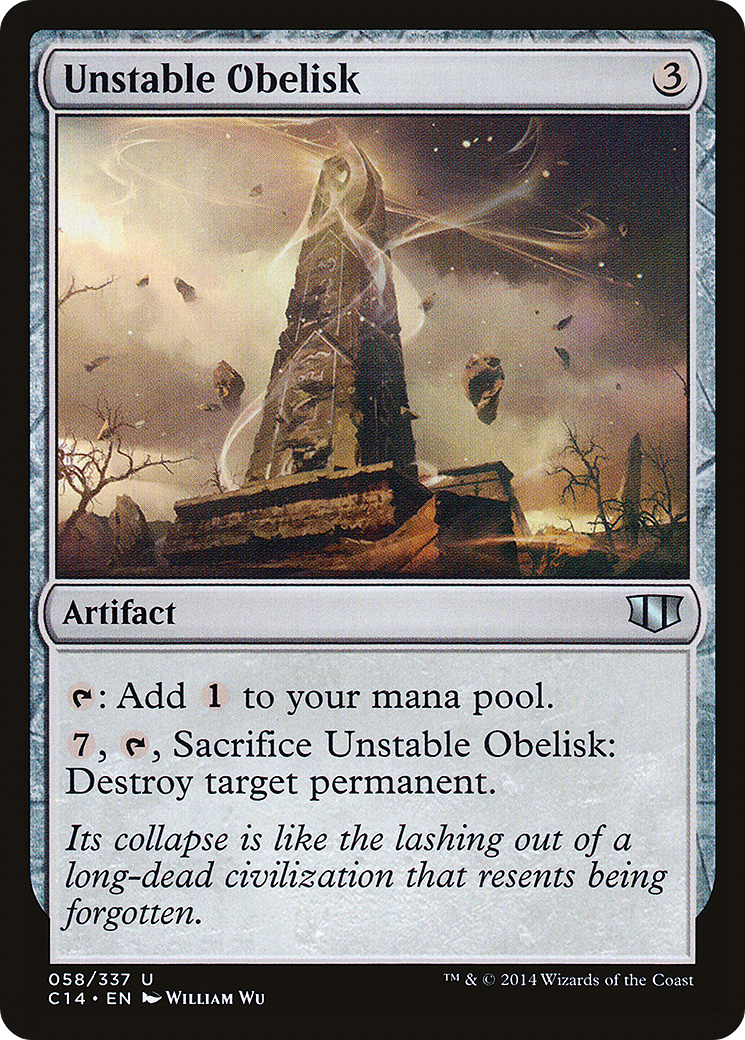 Unstable Obelisk 3
Artifact
: Add 1 to your mana pool.
7, , Sacrifice Unstable Obelisk:
Destroy target permanent.
Its collapse is like the lashing out of a
long-dead civilization that resents being
forgotten.
058/337 U
™ & © 2014 Wizards of the Coast
C14 • EN William Wu